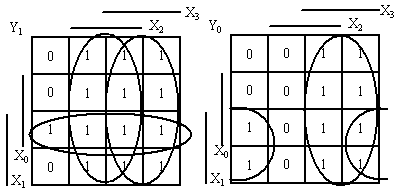 X₃ X₃
Y₁ X₂ Y₀ X₂
0 1 1 1 0 0 1 1
0 1 1 1 0 0 1 1
1 1 1 1 1 0 1 1
X₀ X₀
0 1 1 1 1 0 1 1
X₁ X₁